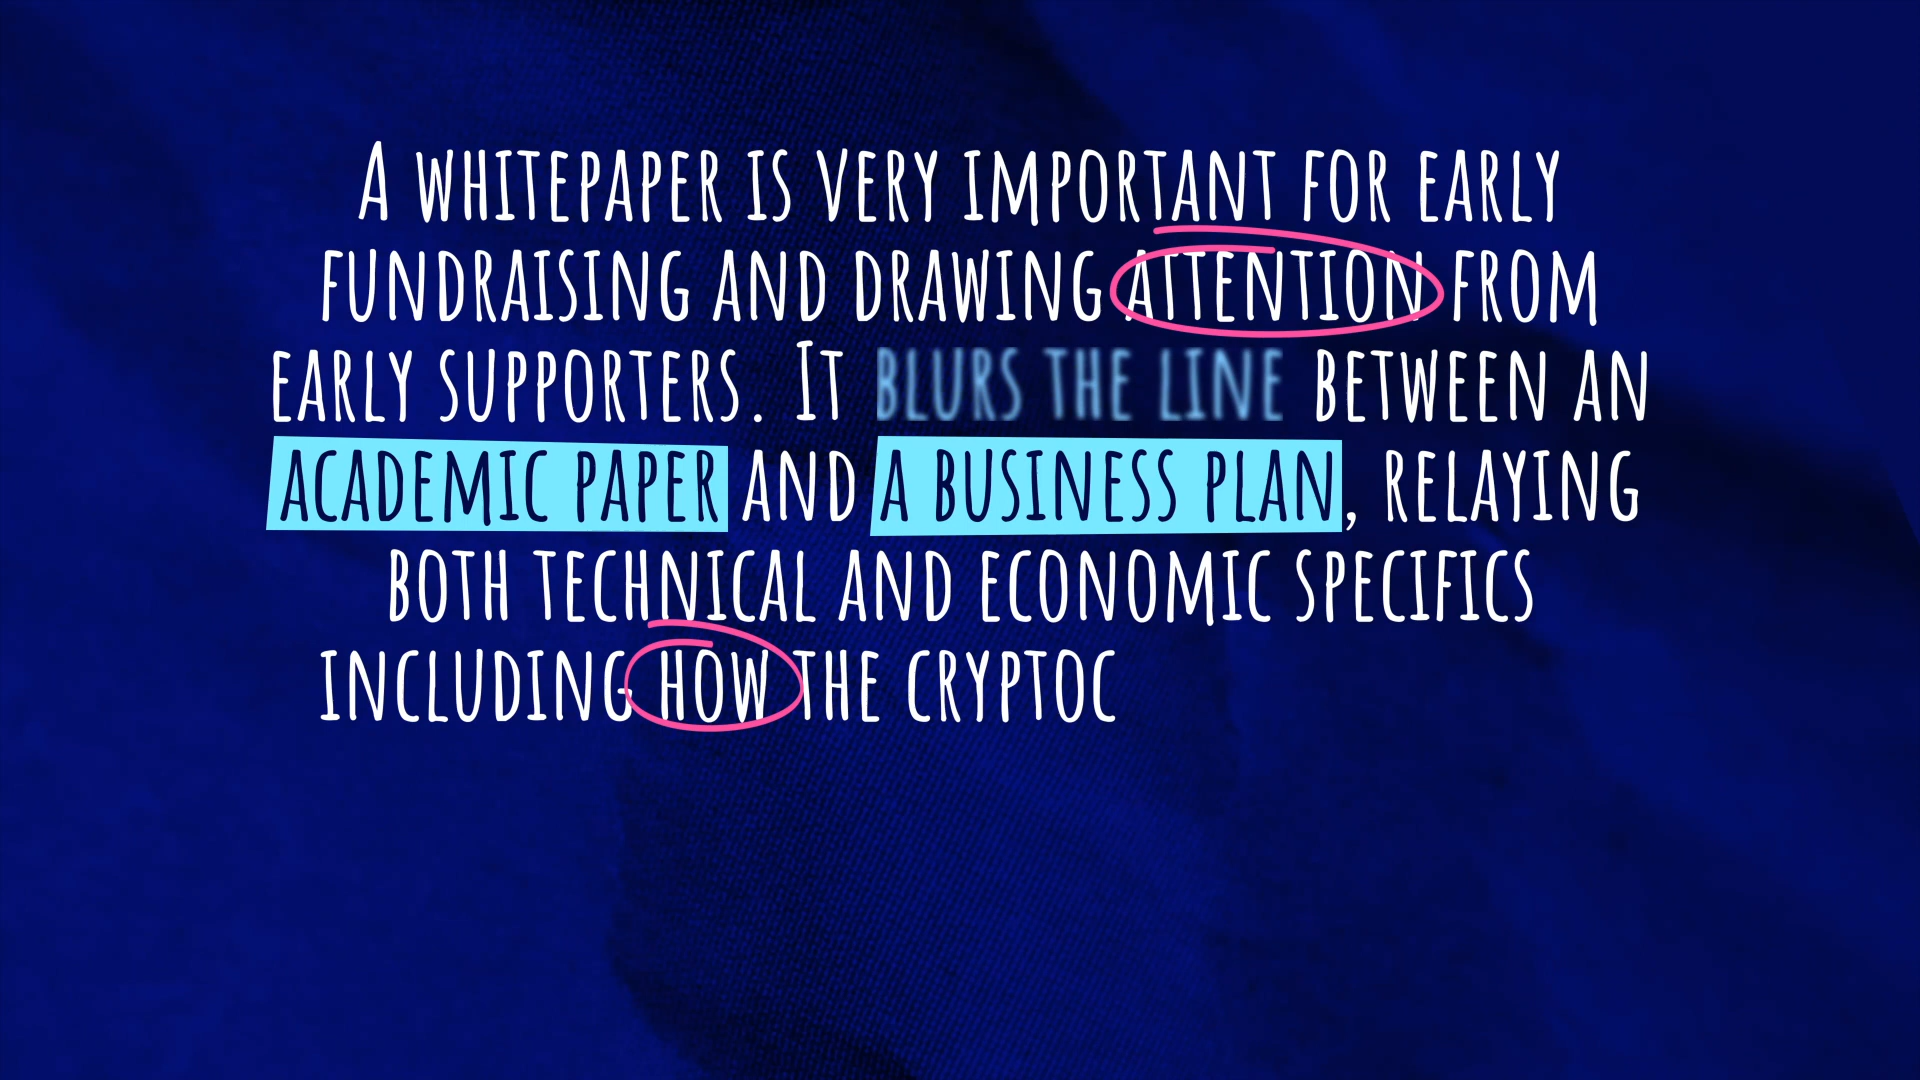 A WHITEPAPER IS VERY IMPORTANT FOR EARLY
FUNDRAISING AND DRAWING ATTENTION FROM
EARLY SUPPORTERS. IT BLURS THE LINE BETWEEN AN
ACADEMIC PAPER AND A BUSINESS PLAN, RELAYING
BOTH TECHNICAL AND ECONOMIC SPECIFICS
INCLUDING HOW THE CRYPTOC